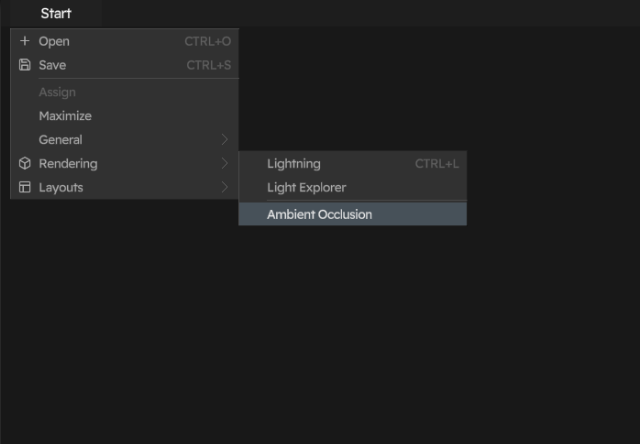 Start
Open CTRL+O
Save CTRL+S
Assign
Maximize
General
Rendering
Layouts
Lightning CTRL+L
Light Explorer
Ambient Occlusion